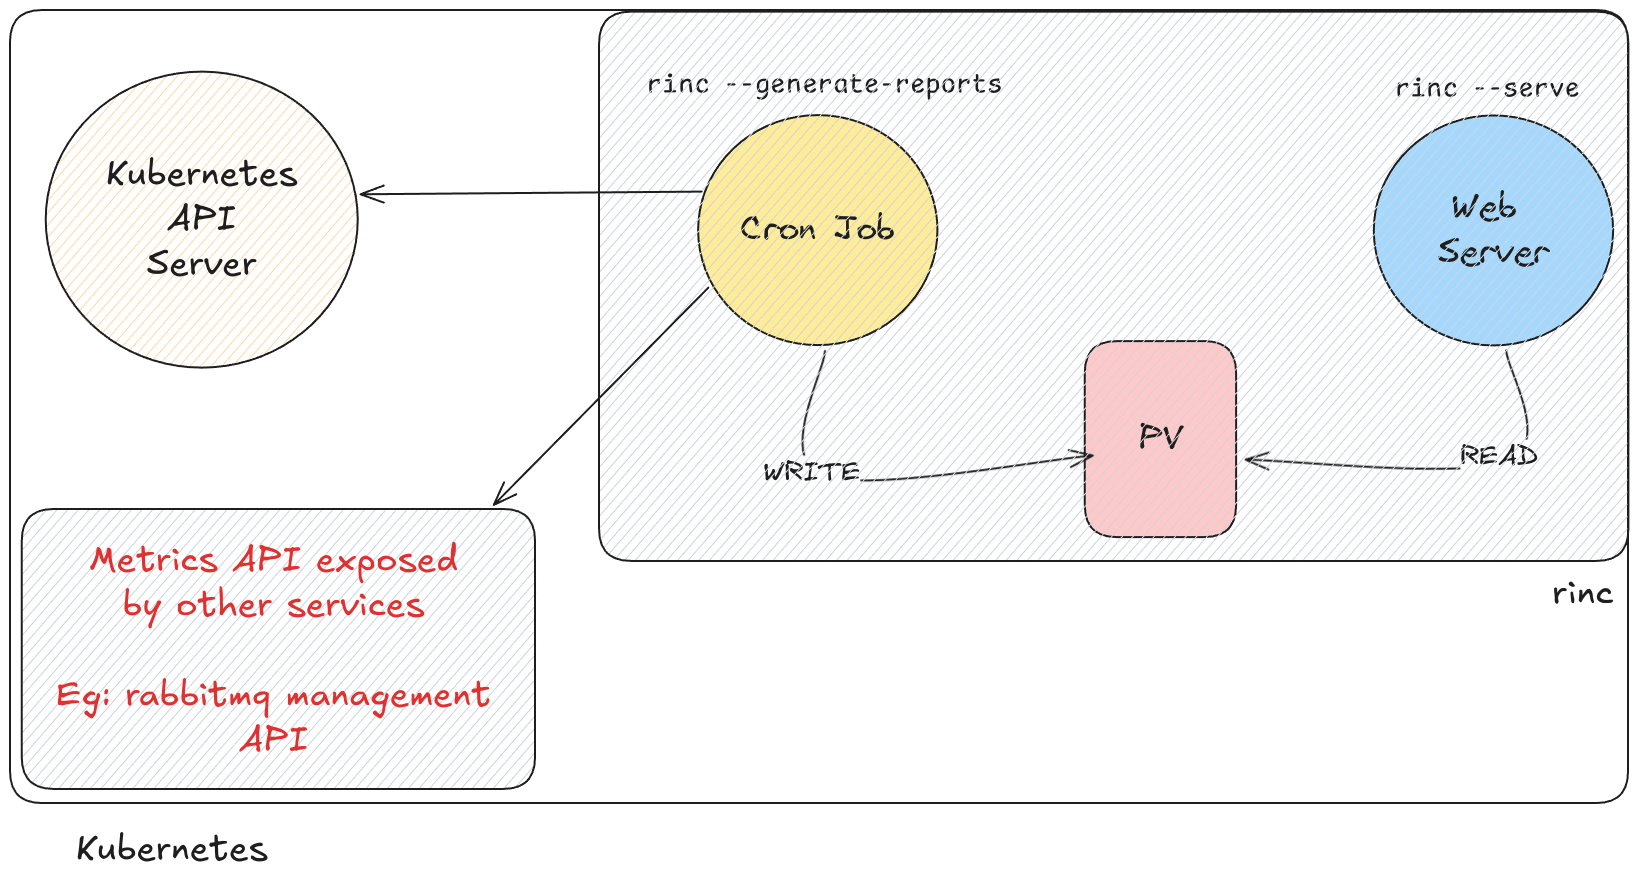 rinc --generate-reports
rinc --serve
Kubernetes
API
Server
Cron Job
Web
Server
PV
WRITE
READ
Metrics API exposed
by other services
Eg: rabbitmq management
API
rinc
Kubernetes